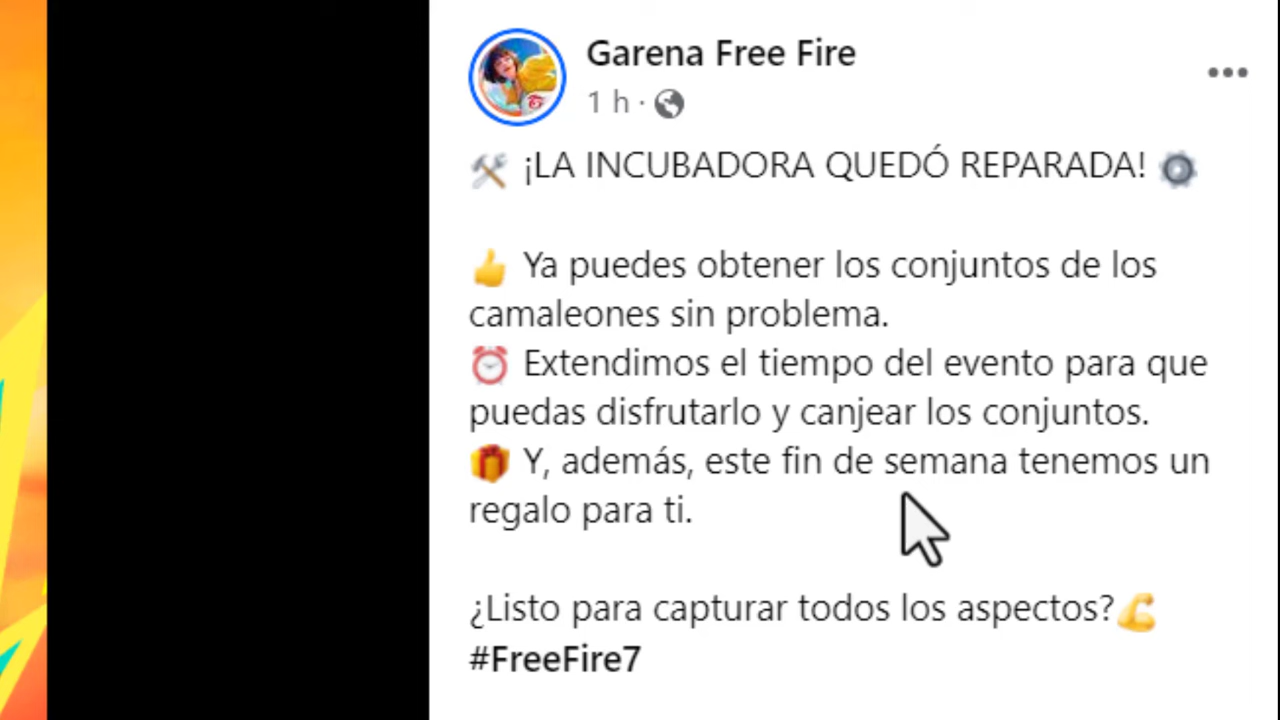 Garena Free Fire
1 h ·
🛠 ¡LA INCUBADORA QUEDÓ REPARADA! ⚙
👍 Ya puedes obtener los conjuntos de los
camaleones sin problema.
⏰ Extendimos el tiempo del evento para que
puedas disfrutarlo y canjear los conjuntos.
🎁 Y, además, este fin de semana tenemos un
regalo para ti.
¿Listo para capturar todos los aspectos?💪
#FreeFire7